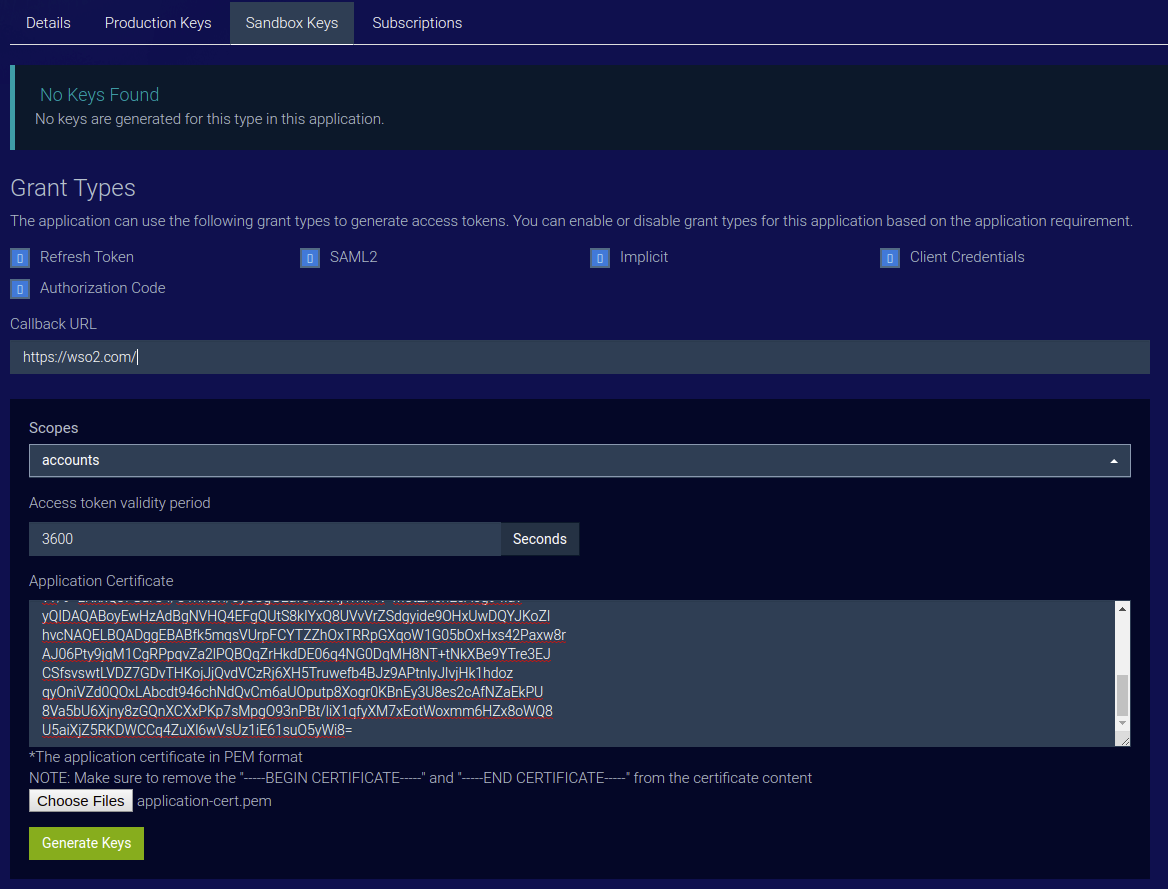 Details Production Keys Sandbox Keys Subscriptions
No Keys Found
No keys are generated for this type in this application.
Grant Types
The application can use the following grant types to generate access tokens. You can enable or disable grant types for this application based on the application requirement.
Refresh Token SAML2 Implicit Client Credentials
Authorization Code
Callback URL
https://wso2.com/
Scopes
accounts
Access token validity period
3600 Seconds
Application Certificate
yQIDAQABoyEwHzAdBgNVHQ4EFgQUtS8kIYxQ8UVvVrZSdgyide9OHxUwDQYJKoZI
hvcNAQELBQADggEBABfk5mqsVUrpFCYTZZhOxTRRpGXqoW1G05bOxHxs42Paxw8r
AJ06Pty9jqM1CgRPpqvZa2IPQBQqZrHkdDE06q4NG0DqMH8NT+tNkXBe9YTre3EJ
CSfsvswtLVDZ7GDvTHKojJjQvdVCzRj6XH5Truwefb4BJz9APtnlyJIvjHk1hdoz
qyOniVZd0QOxLAbcdt946chNdQvCm6aUOputp8Xogr0KBnEy3U8es2cAfNZaEkPU
8Va5bU6Xjny8zGQnXCXxPKp7sMpgO93nPBt/IiX1qfyXM7xEotWoxmm6HZx8oWQ8
U5aiXjZ5RKDWCCq4ZuXl6wVsUz1iE61suO5yWi8=
*The application certificate in PEM format
NOTE: Make sure to remove the "-----BEGIN CERTIFICATE-----" and "-----END CERTIFICATE-----" from the certificate content
Choose Files application-cert.pem
Generate Keys